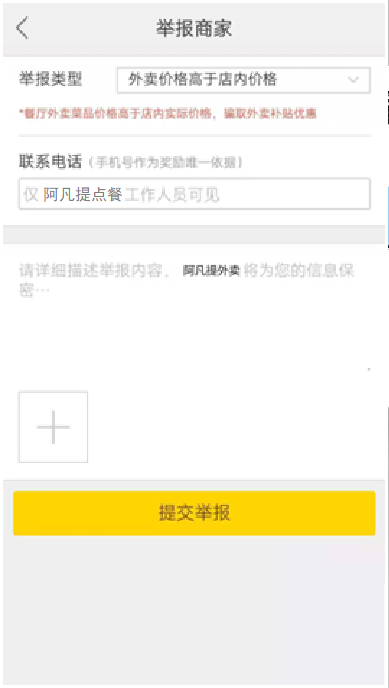 举报商家
举报类型 外卖价格高于店内价格
*餐厅外卖菜品价格高于店内实际价格，骗取外卖补贴优惠
联系电话（手机号作为奖励唯一依据）
仅 阿凡提点餐 工作人员可见
请详细描述举报内容， 阿凡提外卖 将为您的信息保
密…
提交举报